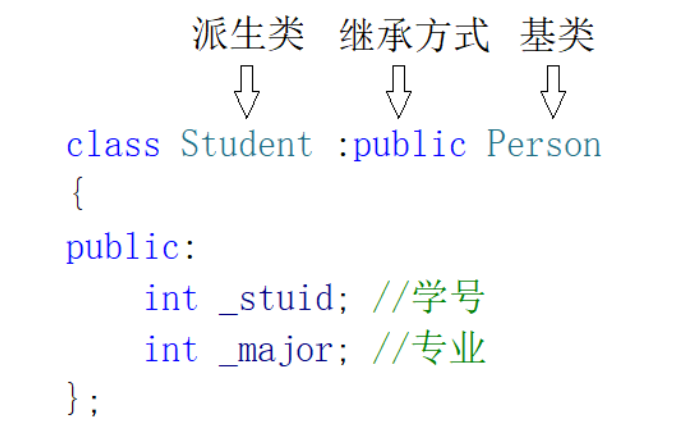 派生类 继承方式 基类
class Student :public Person
{
public:
    int _stuid; //学号
    int _major; //专业
};